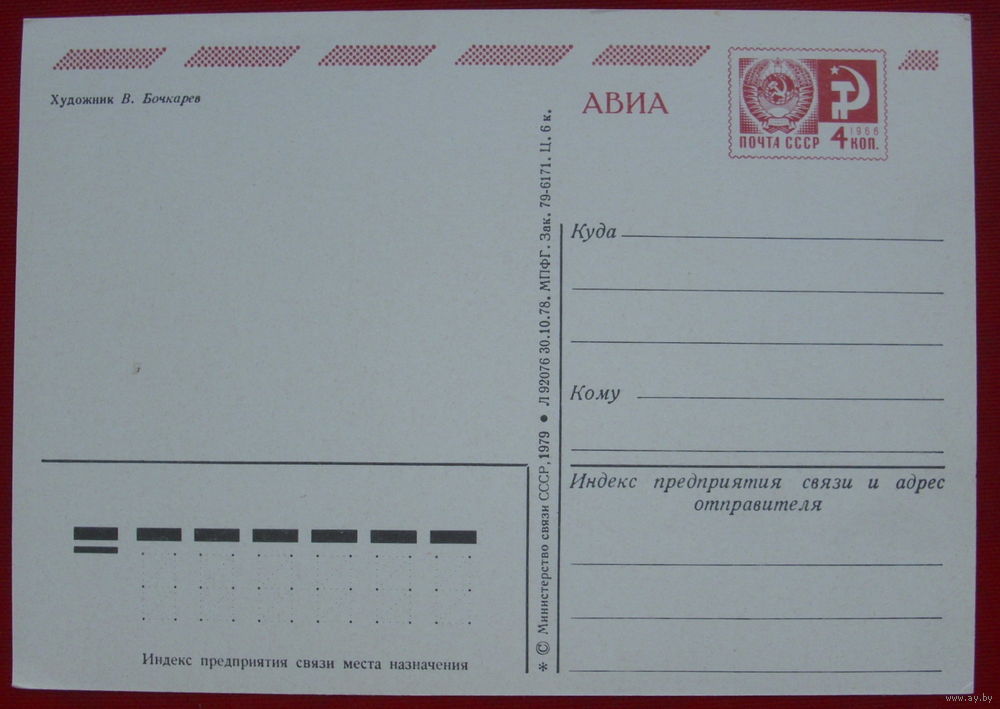 Художник В. Бочкарев
АВИА
ПОЧТА СССР 4 1966 КОП.
Куда
Кому
Индекс предприятия связи и адрес
отправителя
* © Министерство связи СССР, 1979 ● Л 92076 30.10.78. МПФГ. Зак. 79-6171. Ц. 6 к.
Индекс предприятия связи места назначения
www.ay.by